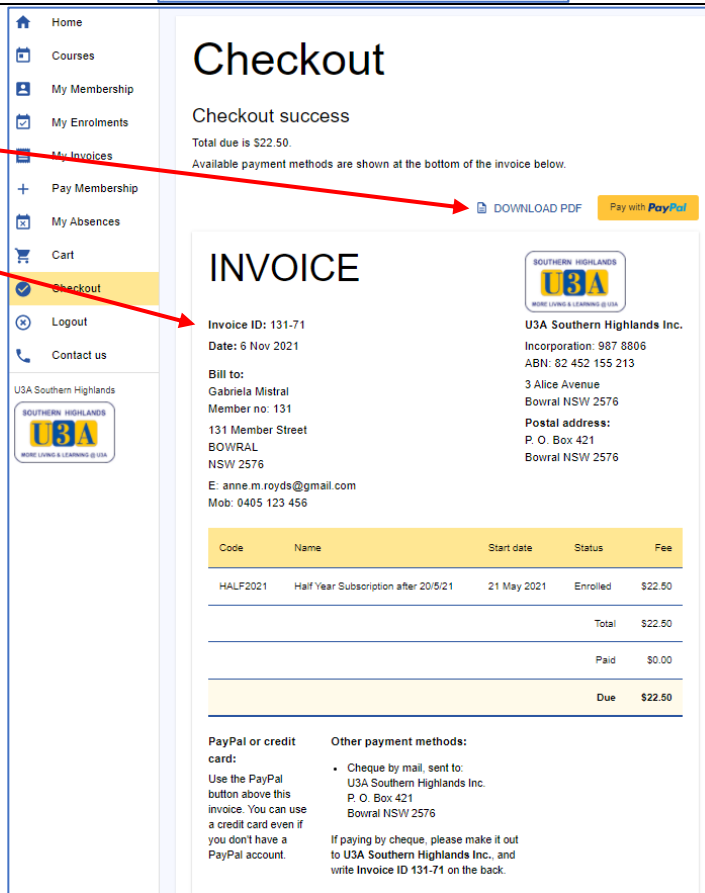 Home
Courses
My Membership
My Enrolments
My Invoices
Pay Membership
My Absences
Cart
Checkout
Logout
Contact us
U3A Southern Highlands
SOUTHERN HIGHLANDS
U3A
MORE LIVING & LEARNING @ U3A
Checkout
Checkout success
Total due is $22.50.
Available payment methods are shown at the bottom of the invoice below.
DOWNLOAD PDF
Pay with PayPal
INVOICE
SOUTHERN HIGHLANDS
U3A
MORE LIVING & LEARNING @ U3A
Invoice ID: 131-71
Date: 6 Nov 2021
Bill to:
Gabriela Mistral
Member no: 131
131 Member Street
BOWRAL
NSW 2576
E: anne.m.royds@gmail.com
Mob: 0405 123 456
U3A Southern Highlands Inc.
Incorporation: 987 8806
ABN: 82 452 155 213
3 Alice Avenue
Bowral NSW 2576
Postal address:
P. O. Box 421
Bowral NSW 2576
Code Name Start date Status Fee
HALF2021 Half Year Subscription after 20/5/21 21 May 2021 Enrolled $22.50
Total $22.50
Paid $0.00
Due $22.50
PayPal or credit
card:
Use the PayPal
button above this
invoice. You can use
a credit card even if
you don't have a
PayPal account.
Other payment methods:
• Cheque by mail, sent to:
U3A Southern Highlands Inc.
P. O. Box 421
Bowral NSW 2576
If paying by cheque, please make it out
to U3A Southern Highlands Inc., and
write Invoice ID 131-71 on the back.